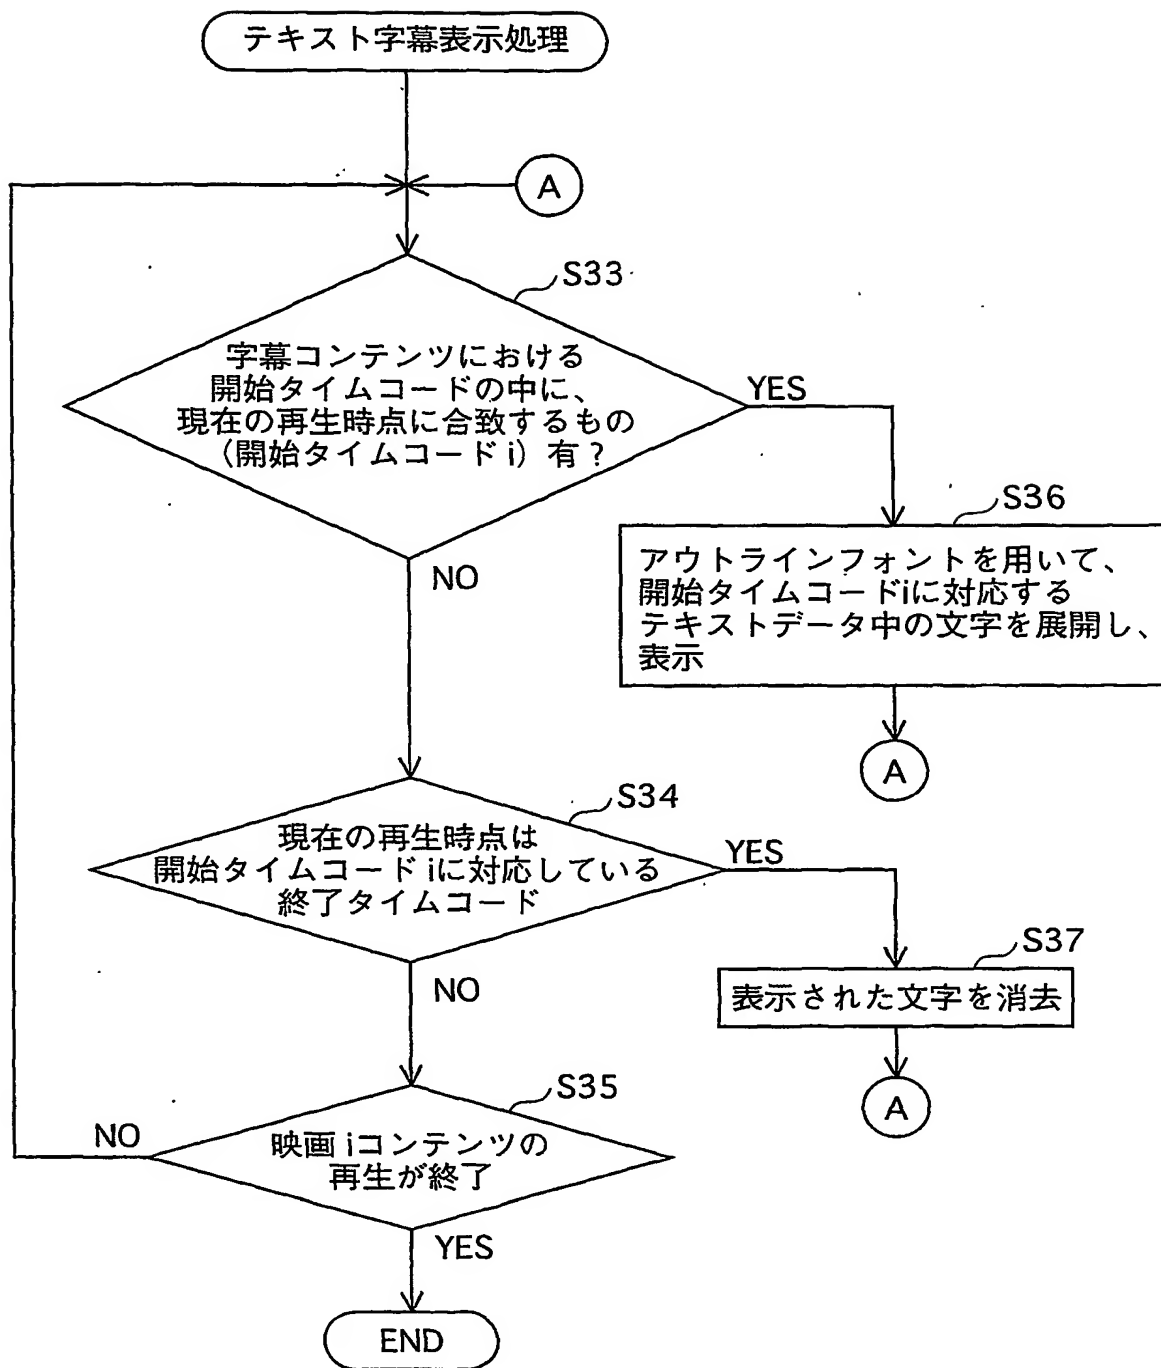 テキスト字幕表示処理
A
S33
字幕コンテンツにおける
開始タイムコードの中に、
現在の再生時点に合致するもの
（開始タイムコードi）有？
YES
NO
S36
アウトラインフォントを用いて、
開始タイムコードiに対応する
テキストデータ中の文字を展開し、
表示
A
S34
現在の再生時点は
開始タイムコードiに対応している
終了タイムコード
YES
NO
S37
表示された文字を消去
A
S35
映画iコンテンツの
再生が終了
NO
YES
END